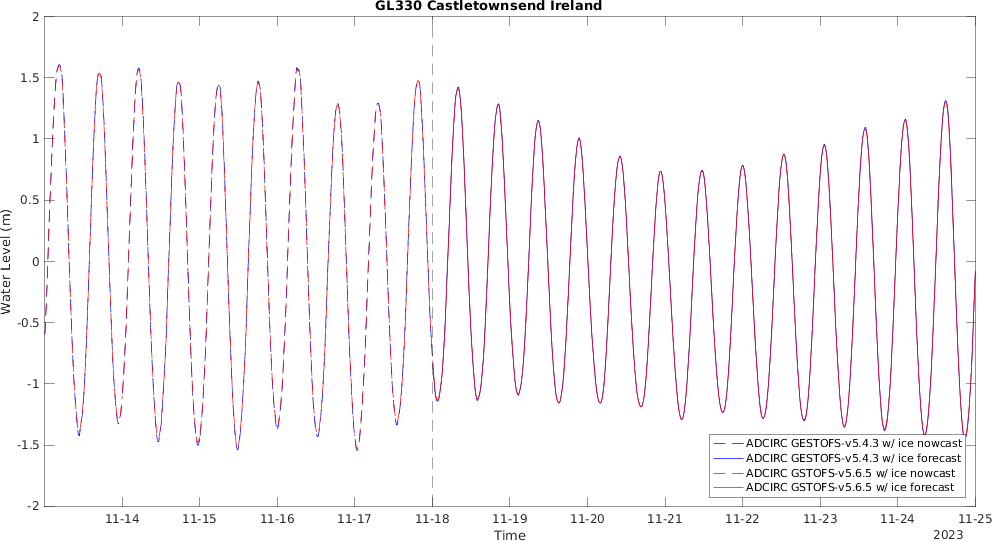 GL330 Castletownsend Ireland
2
1.5
1
0.5
0
-0.5
-1
-1.5
-2
Water Level (m)
ADCIRC GESTOFS-v5.4.3 w/ ice nowcast
ADCIRC GESTOFS-v5.4.3 w/ ice forecast
ADCIRC GSTOFS-v5.6.5 w/ ice nowcast
ADCIRC GSTOFS-v5.6.5 w/ ice forecast
11-14 11-15 11-16 11-17 11-18 11-19 11-20 11-21 11-22 11-23 11-24 11-25
Time
2023